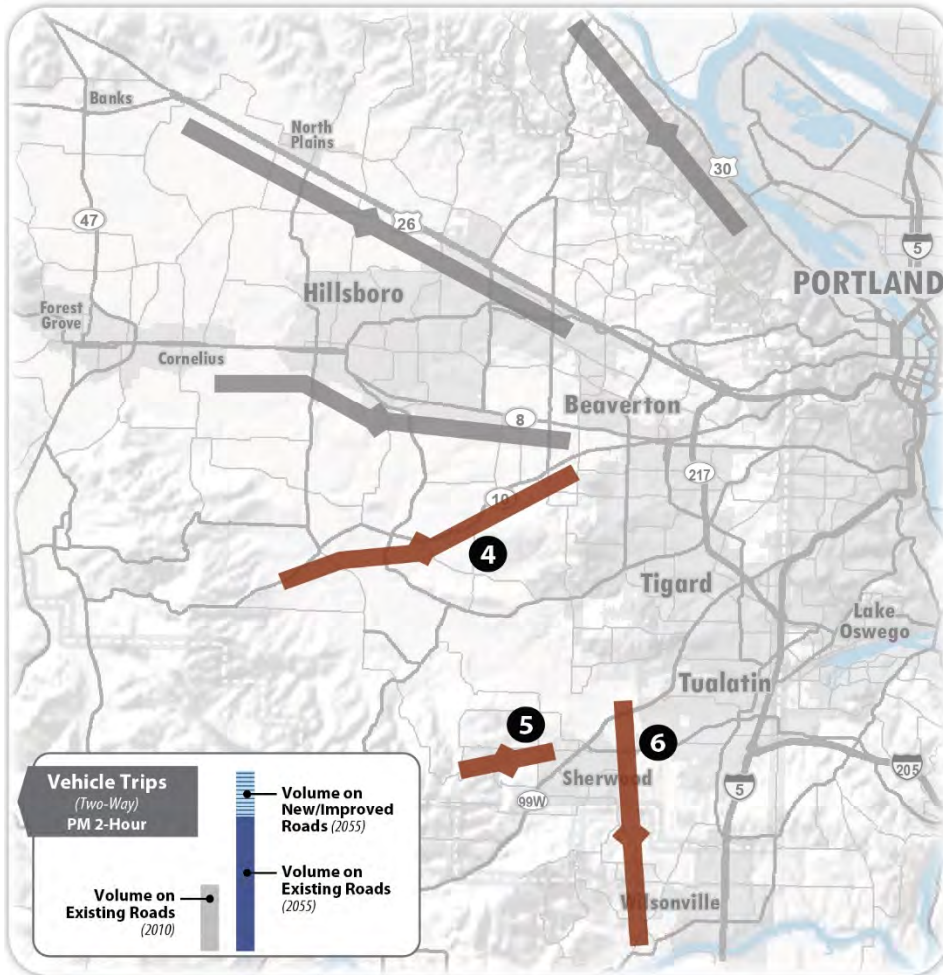 Banks
North
Plains
30
47
26
5
PORTLAND
Hillsboro
Forest
Grove
Cornelius
8
Beaverton
217
10
4
Tigard
Lake
Oswego
Tualatin
5
6
Sherwood
205
99W
5
Wilsonville
Vehicle Trips
(Two-Way)
PM 2-Hour
Volume on
New/Improved
Roads (2055)
Volume on
Existing Roads
(2055)
Volume on
Existing Roads
(2010)